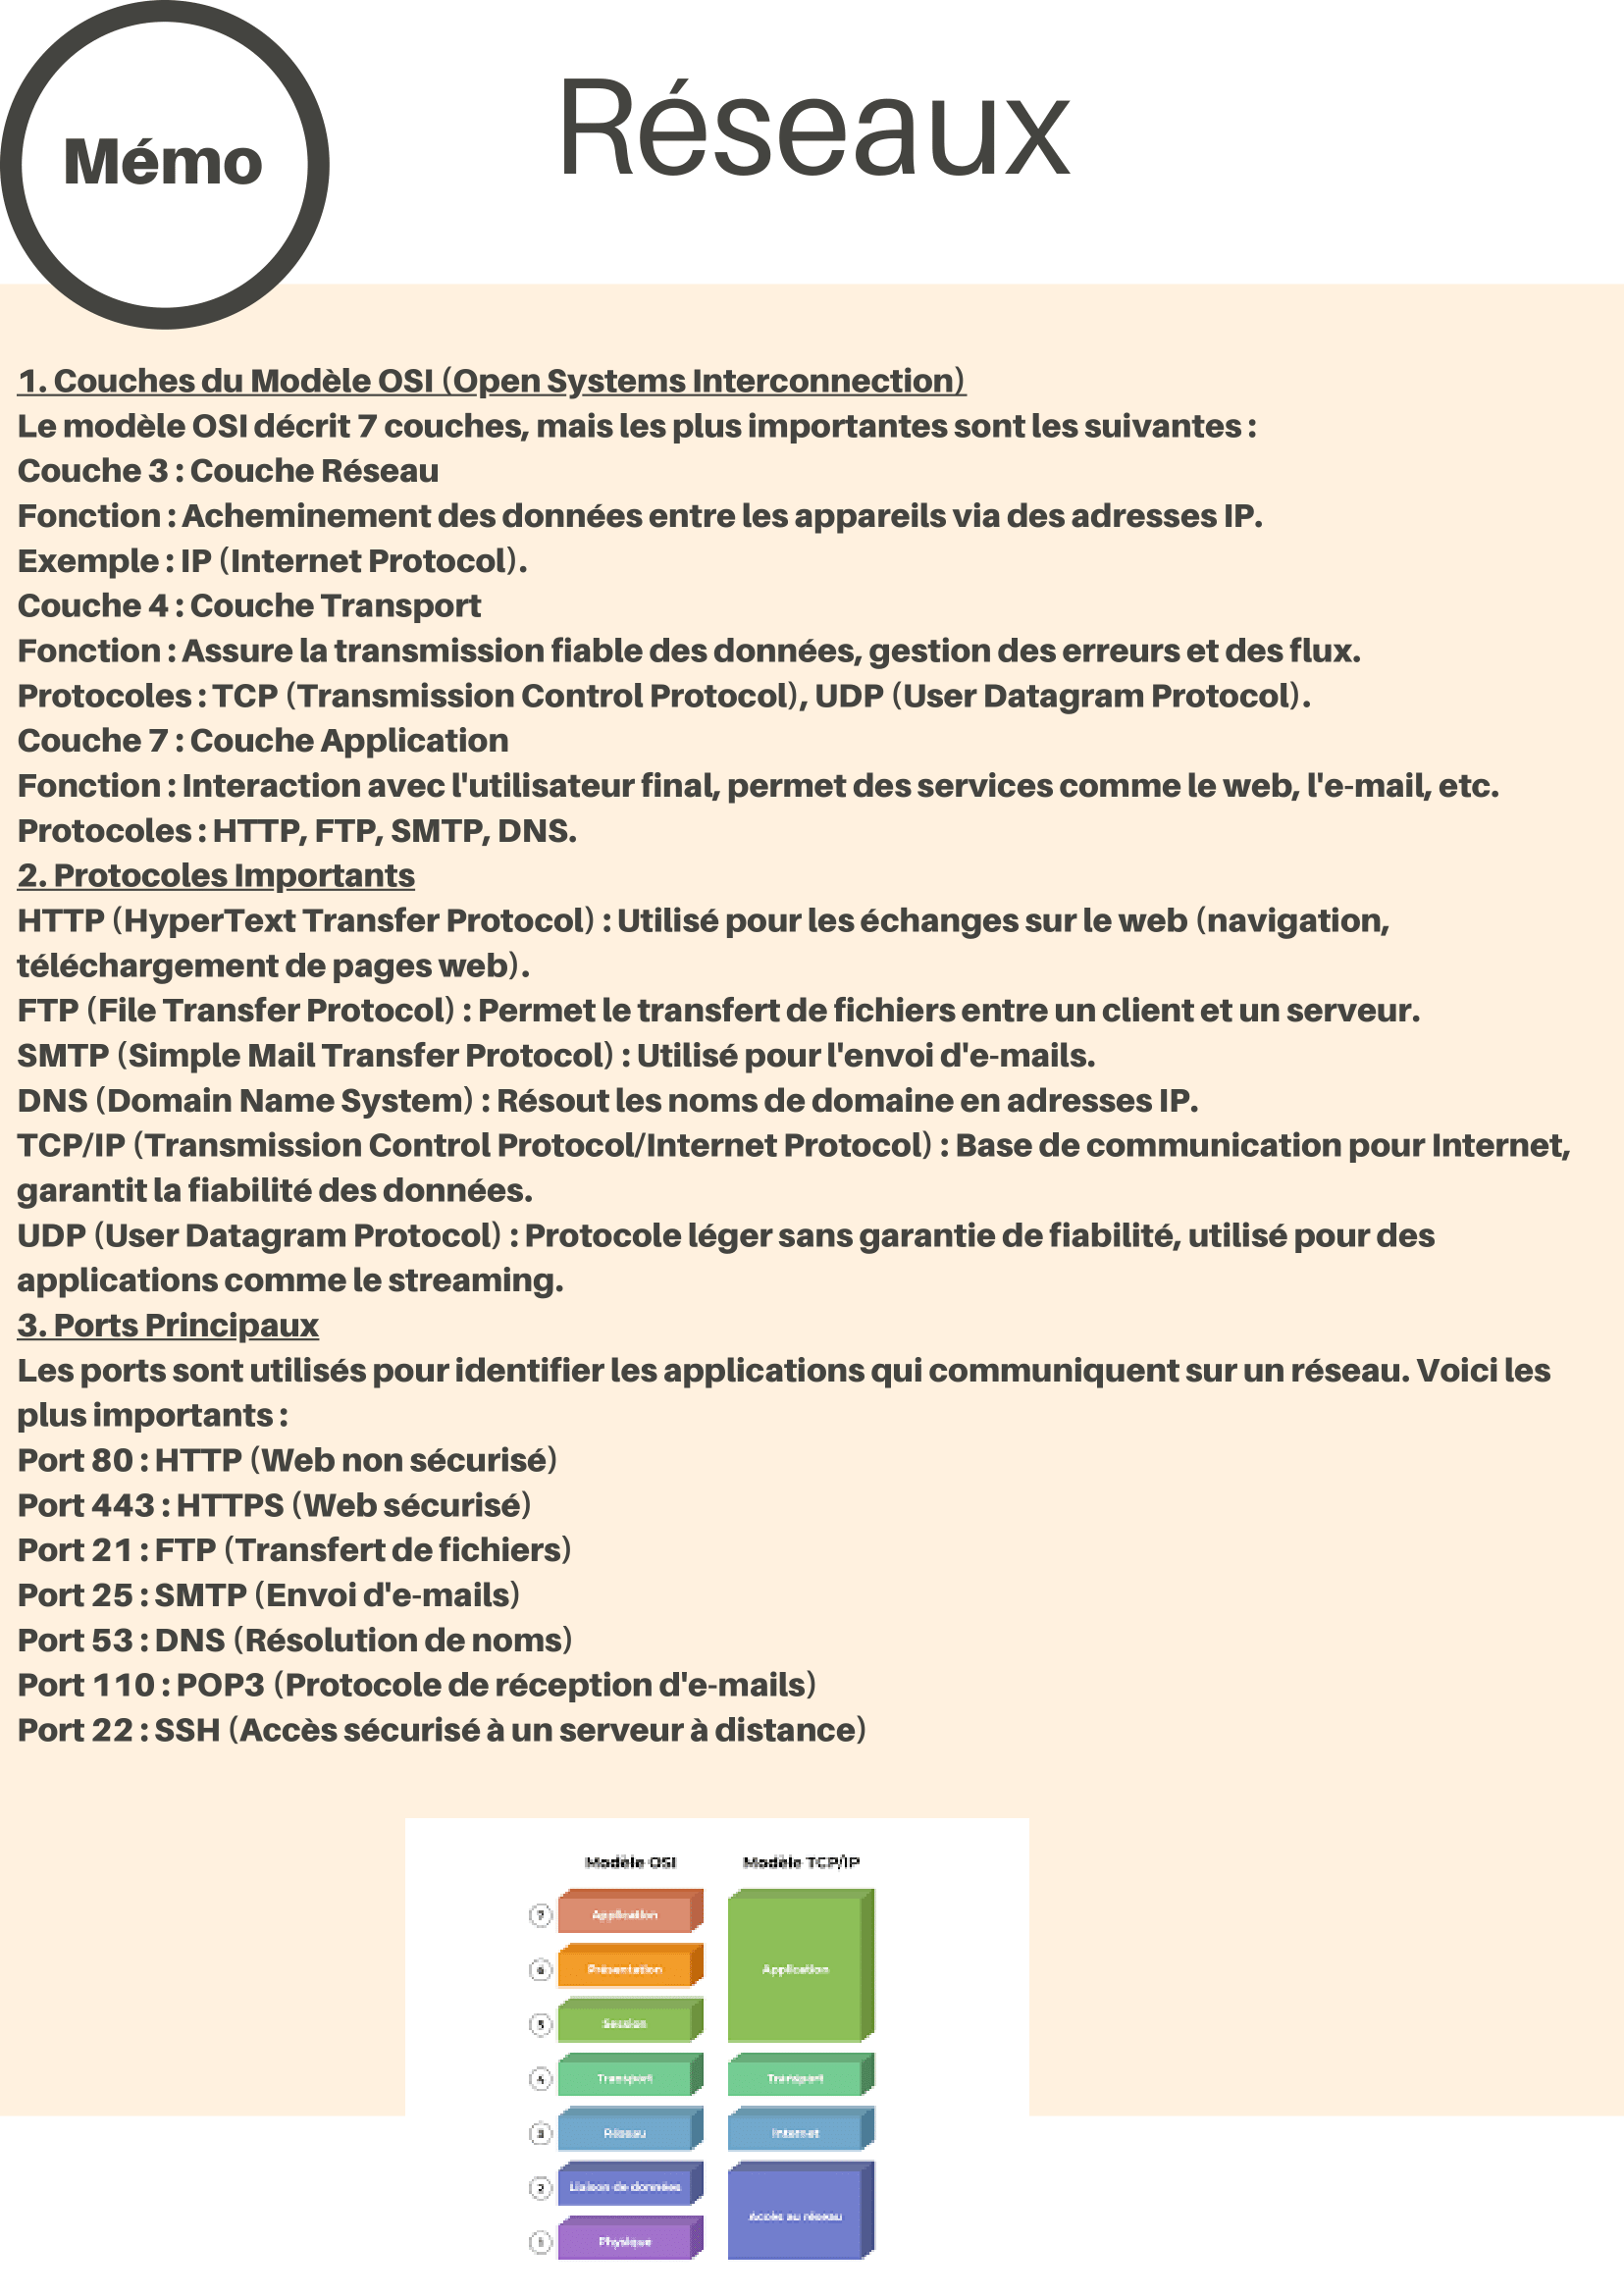 Mémo
Réseaux
1. Couches du Modèle OSI (Open Systems Interconnection)
Le modèle OSI décrit 7 couches, mais les plus importantes sont les suivantes :
Couche 3 : Couche Réseau
Fonction : Acheminement des données entre les appareils via des adresses IP.
Exemple : IP (Internet Protocol).
Couche 4 : Couche Transport
Fonction : Assure la transmission fiable des données, gestion des erreurs et des flux.
Protocoles : TCP (Transmission Control Protocol), UDP (User Datagram Protocol).
Couche 7 : Couche Application
Fonction : Interaction avec l'utilisateur final, permet des services comme le web, l'e-mail, etc.
Protocoles : HTTP, FTP, SMTP, DNS.
2. Protocoles Importants
HTTP (HyperText Transfer Protocol) : Utilisé pour les échanges sur le web (navigation,
téléchargement de pages web).
FTP (File Transfer Protocol) : Permet le transfert de fichiers entre un client et un serveur.
SMTP (Simple Mail Transfer Protocol) : Utilisé pour l'envoi d'e-mails.
DNS (Domain Name System) : Résout les noms de domaine en adresses IP.
TCP/IP (Transmission Control Protocol/Internet Protocol) : Base de communication pour Internet,
garantit la fiabilité des données.
UDP (User Datagram Protocol) : Protocole léger sans garantie de fiabilité, utilisé pour des
applications comme le streaming.
3. Ports Principaux
Les ports sont utilisés pour identifier les applications qui communiquent sur un réseau. Voici les
plus importants :
Port 80 : HTTP (Web non sécurisé)
Port 443 : HTTPS (Web sécurisé)
Port 21 : FTP (Transfert de fichiers)
Port 25 : SMTP (Envoi d'e-mails)
Port 53 : DNS (Résolution de noms)
Port 110 : POP3 (Protocole de réception d'e-mails)
Port 22 : SSH (Accès sécurisé à un serveur à distance)
Modèle OSI Modèle TCP/IP
7 Application
6 Présentation Application
5 Session
4 Transport Transport
3 Réseau Internet
2 Liaison de données
Accès au réseau
1 Physique